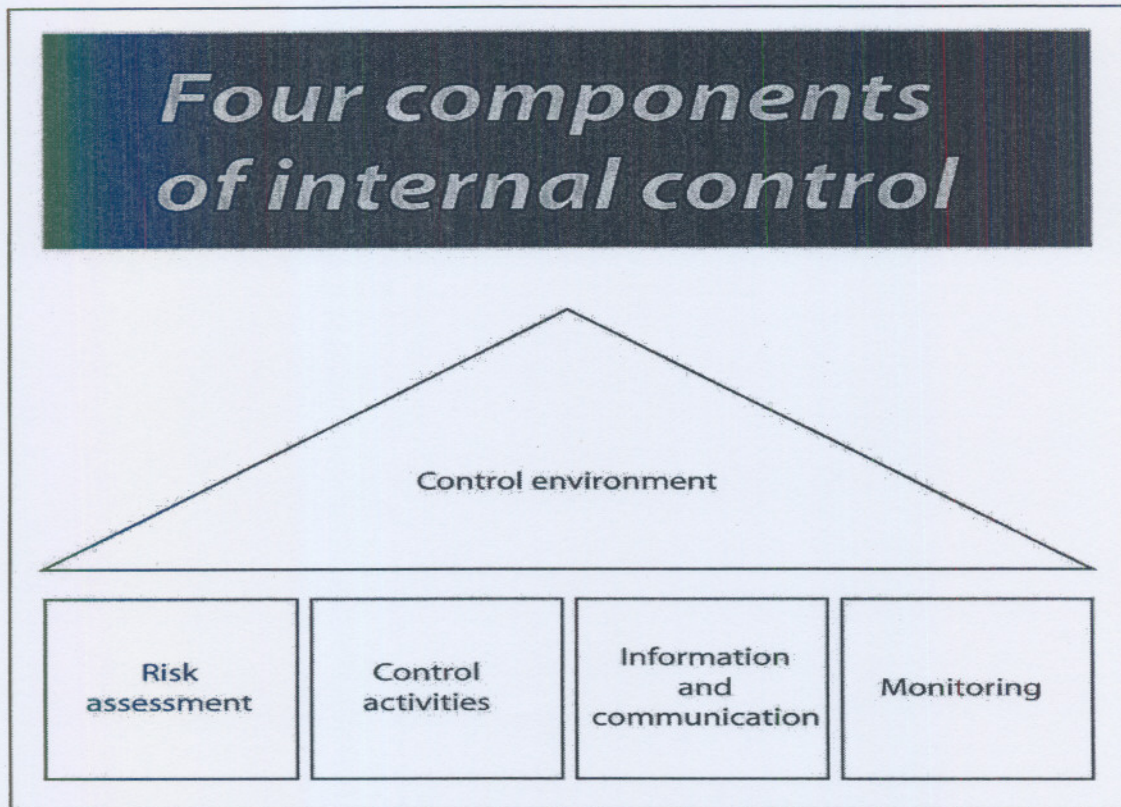 Four components
of internal control
Control environment
Risk
assessment
Control
activities
Information
and
communication
Monitoring